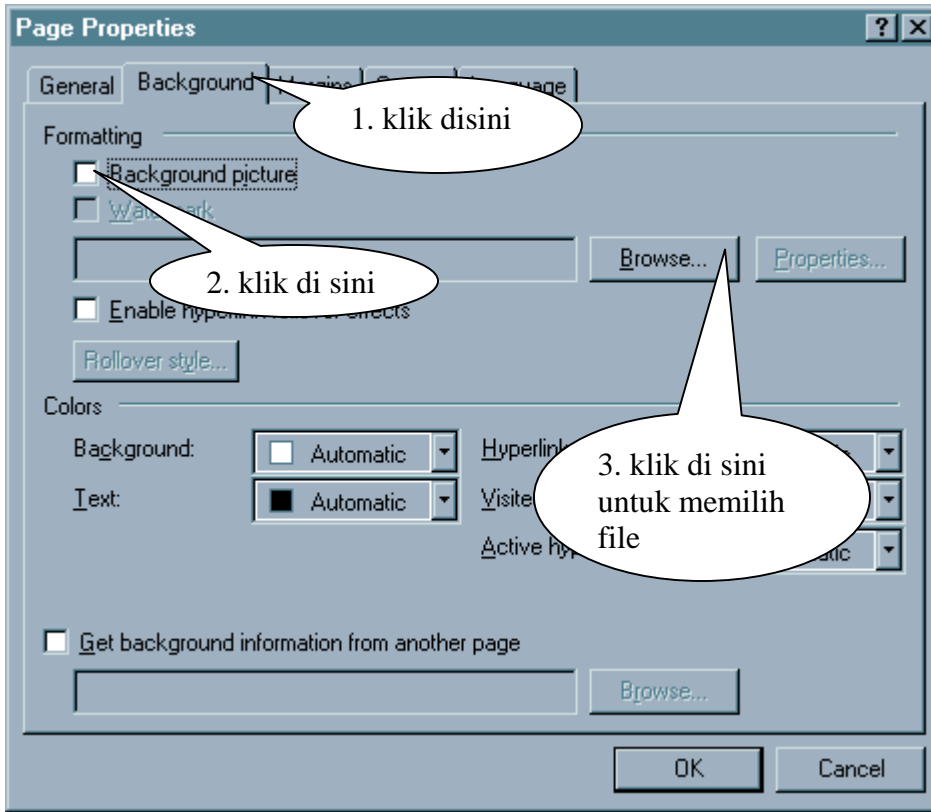 Page Properties
General Background
1. klik disini
Formatting
Background picture
2. klik di sini
Browse... Properties...
Enable effects
Rollover style...
Colors
Background: Automatic
Text: Automatic
Active
3. klik di sini
untuk memilih
file
Get background information from another page
Browse...
OK Cancel